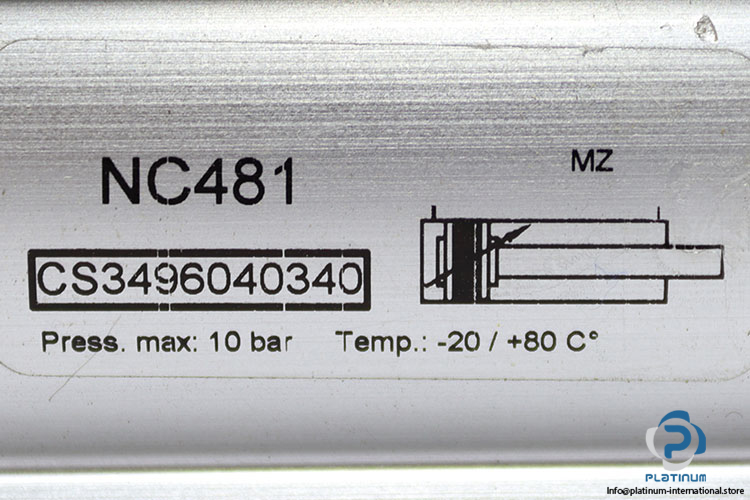 NC481
MZ
CS3496040340
Press. max: 10 bar Temp.: -20 / +80 C°
PLATINUM
Info@platinum-international.store